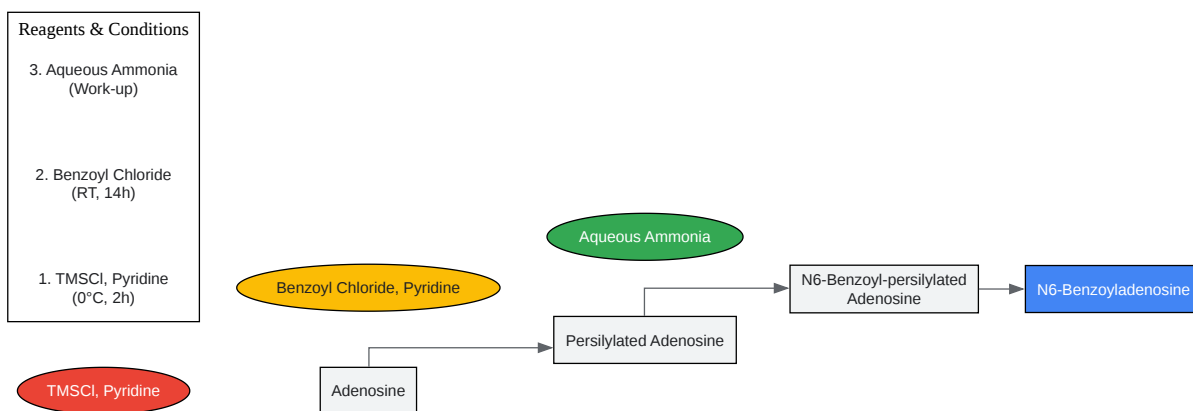 Reagents & Conditions
3. Aqueous Ammonia
(Work-up)
2. Benzoyl Chloride
(RT, 14h)
1. TMSCl, Pyridine
(0°C, 2h)
TMSCl, Pyridine
Benzoyl Chloride, Pyridine
Adenosine
Aqueous Ammonia
Persilylated Adenosine
N6-Benzoyl-persilylated
Adenosine
N6-Benzoyladenosine